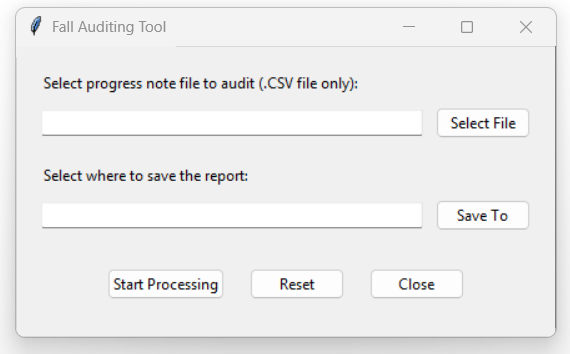 Fall Auditing Tool
Select progress note file to audit (.CSV file only):
Select File
Select where to save the report:
Save To
Start Processing Reset Close